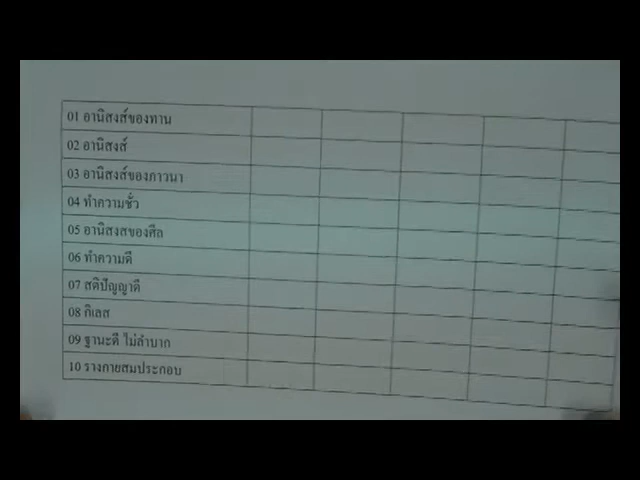 01 อานิสงส์ของทาน
02 อานิสงส์
03 อานิสงส์ของภาวนา
04 ทำความชั่ว
05 อานิสงสของศีล
06 ทำความดี
07 สติปัญญาดี
08 กิเลส
09 ฐานะดี ไม่ลำบาก
10 รางกายสมประกอบ